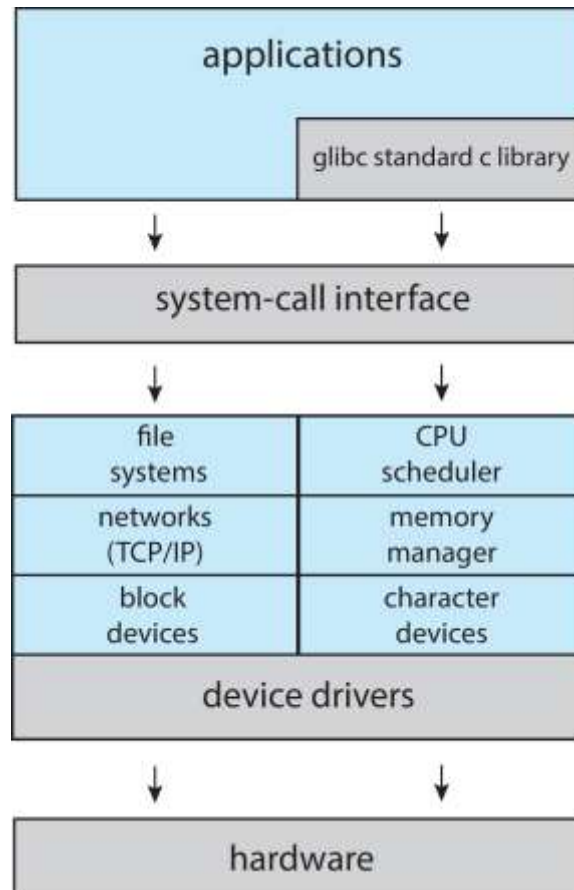 applications
glibc standard c library
system-call interface
file
systems
CPU
scheduler
networks
(TCP/IP)
memory
manager
block
devices
character
devices
device drivers
hardware